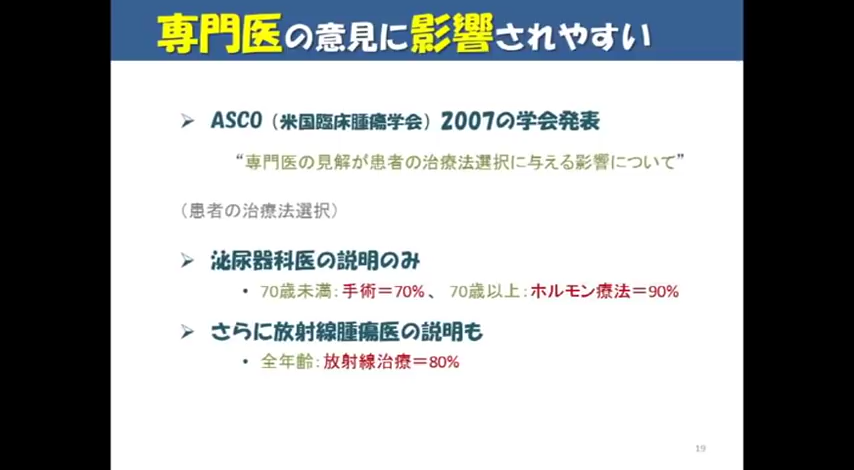 専門医の意見に影響されやすい
➢ ASCO（米国臨床腫瘍学会）2007の学会発表
“専門医の見解が患者の治療法選択に与える影響について”
（患者の治療法選択）
➢ 泌尿器科医の説明のみ
• 70歳未満：手術＝70%、 70歳以上：ホルモン療法＝90%
➢ さらに放射線腫瘍医の説明も
• 全年齢：放射線治療＝80%
19